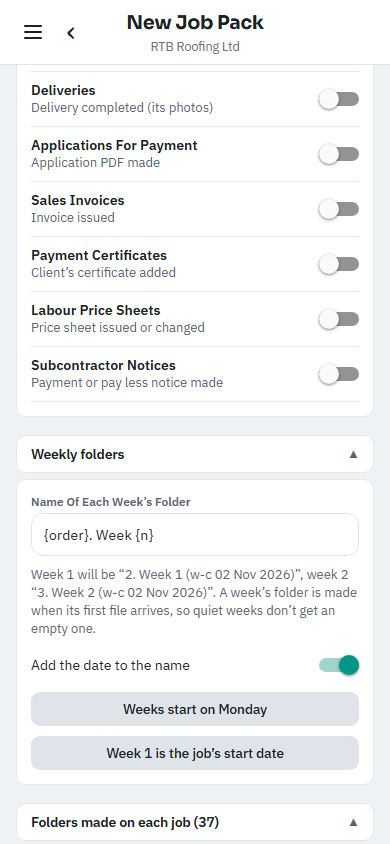 New Job Pack
RTB Roofing Ltd
Deliveries
Delivery completed (its photos)
Applications For Payment
Application PDF made
Sales Invoices
Invoice issued
Payment Certificates
Client’s certificate added
Labour Price Sheets
Price sheet issued or changed
Subcontractor Notices
Payment or pay less notice made
Weekly folders
Name Of Each Week’s Folder
{order}. Week {n}
Week 1 will be “2. Week 1 (w-c 02 Nov 2026)”, week 2
“3. Week 2 (w-c 02 Nov 2026)”. A week’s folder is made
when its first file arrives, so quiet weeks don’t get an
empty one.
Add the date to the name
Weeks start on Monday
Week 1 is the job’s start date
Folders made on each job (37)